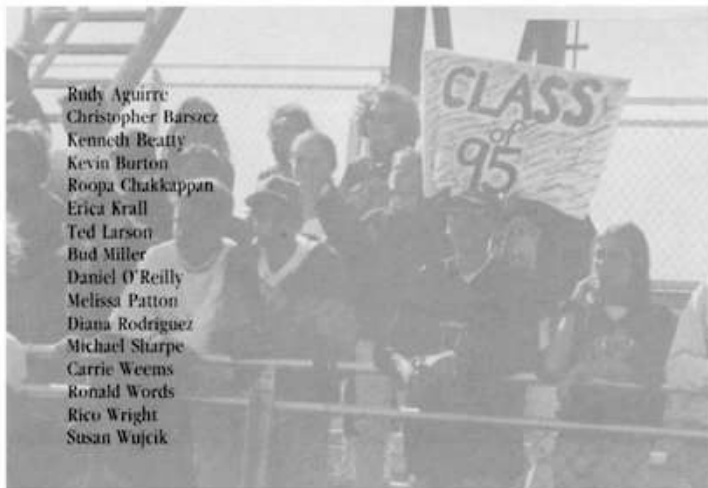 CLASS
of
95
Rudy Aguirre
Christopher Barszcz
Kenneth Beatty
Kevin Burton
Roopa Chakkappan
Erica Krall
Ted Larson
Bud Miller
Daniel O'Reilly
Melissa Patton
Diana Rodriguez
Michael Sharpe
Carrie Weems
Ronald Words
Rico Wright
Susan Wujcik